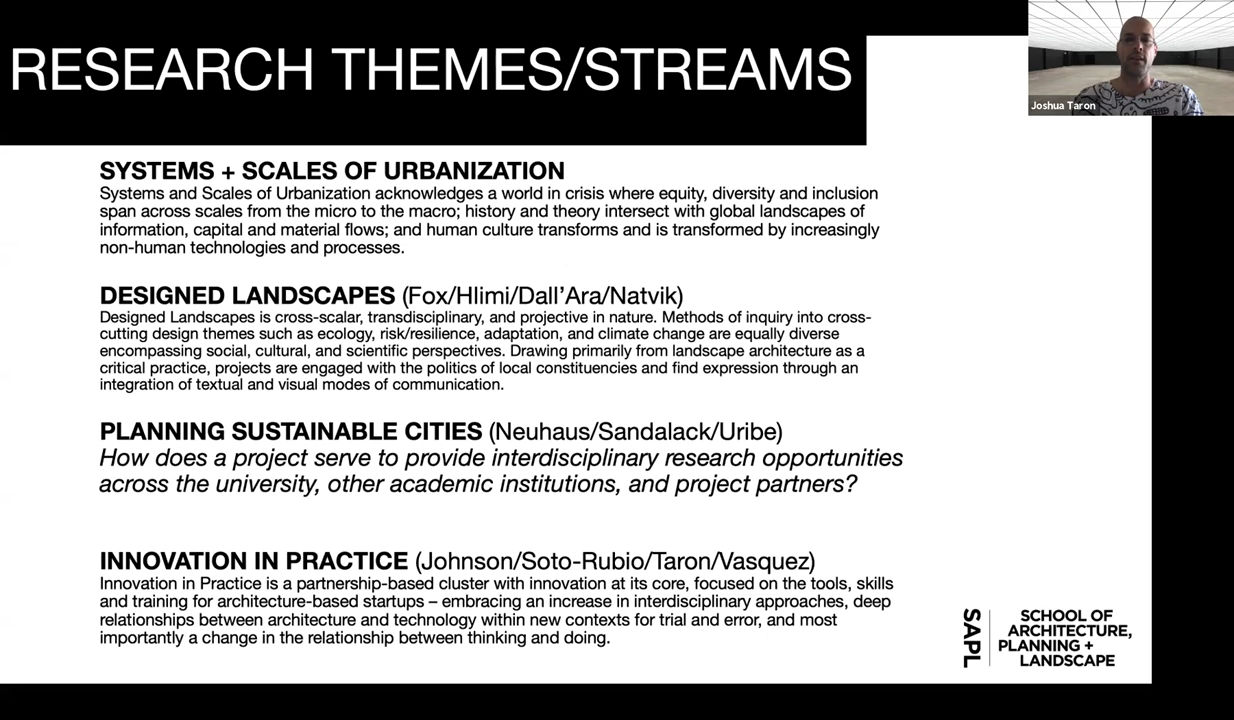 RESEARCH THEMES/STREAMS
Joshua Taron
SYSTEMS + SCALES OF URBANIZATION
Systems and Scales of Urbanization acknowledges a world in crisis where equity, diversity and inclusion
span across scales from the micro to the macro; history and theory intersect with global landscapes of
information, capital and material flows; and human culture transforms and is transformed by increasingly
non-human technologies and processes.
DESIGNED LANDSCAPES (Fox/Hlimi/Dall’Ara/Natvik)
Designed Landscapes is cross-scalar, transdisciplinary, and projective in nature. Methods of inquiry into cross-
cutting design themes such as ecology, risk/resilience, adaptation, and climate change are equally diverse
encompassing social, cultural, and scientific perspectives. Drawing primarily from landscape architecture as a
critical practice, projects are engaged with the politics of local constituencies and find expression through an
integration of textual and visual modes of communication.
PLANNING SUSTAINABLE CITIES (Neuhaus/Sandalack/Uribe)
How does a project serve to provide interdisciplinary research opportunities
across the university, other academic institutions, and project partners?
INNOVATION IN PRACTICE (Johnson/Soto-Rubio/Taron/Vasquez)
Innovation in Practice is a partnership-based cluster with innovation at its core, focused on the tools, skills
and training for architecture-based startups – embracing an increase in interdisciplinary approaches, deep
relationships between architecture and technology within new contexts for trial and error, and most
importantly a change in the relationship between thinking and doing.
SAPL
SCHOOL OF
ARCHITECTURE,
PLANNING +
LANDSCAPE